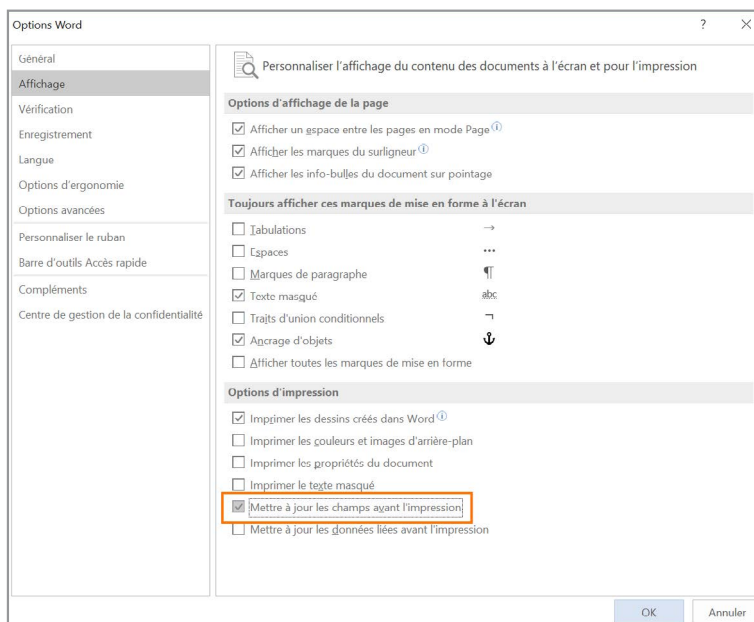 Options Word ? ×
Général
Affichage
Vérification
Enregistrement
Langue
Options d'ergonomie
Options avancées
Personnaliser le ruban
Barre d'outils Accès rapide
Compléments
Centre de gestion de la confidentialité
Personnaliser l'affichage du contenu des documents à l'écran et pour l'impression
Options d'affichage de la page
Afficher un espace entre les pages en mode Page
Afficher les marques du surligneur
Afficher les info-bulles du document sur pointage
Toujours afficher ces marques de mise en forme à l'écran
Tabulations →
Espaces •••
Marques de paragraphe ¶
Texte masqué abc
Traits d'union conditionnels ¬
Ancrage d'objets
Afficher toutes les marques de mise en forme
Options d'impression
Imprimer les dessins créés dans Word
Imprimer les couleurs et images d'arrière-plan
Imprimer les propriétés du document
Imprimer le texte masqué
Mettre à jour les champs avant l'impression
Mettre à jour les données liées avant l'impression
OK Annuler